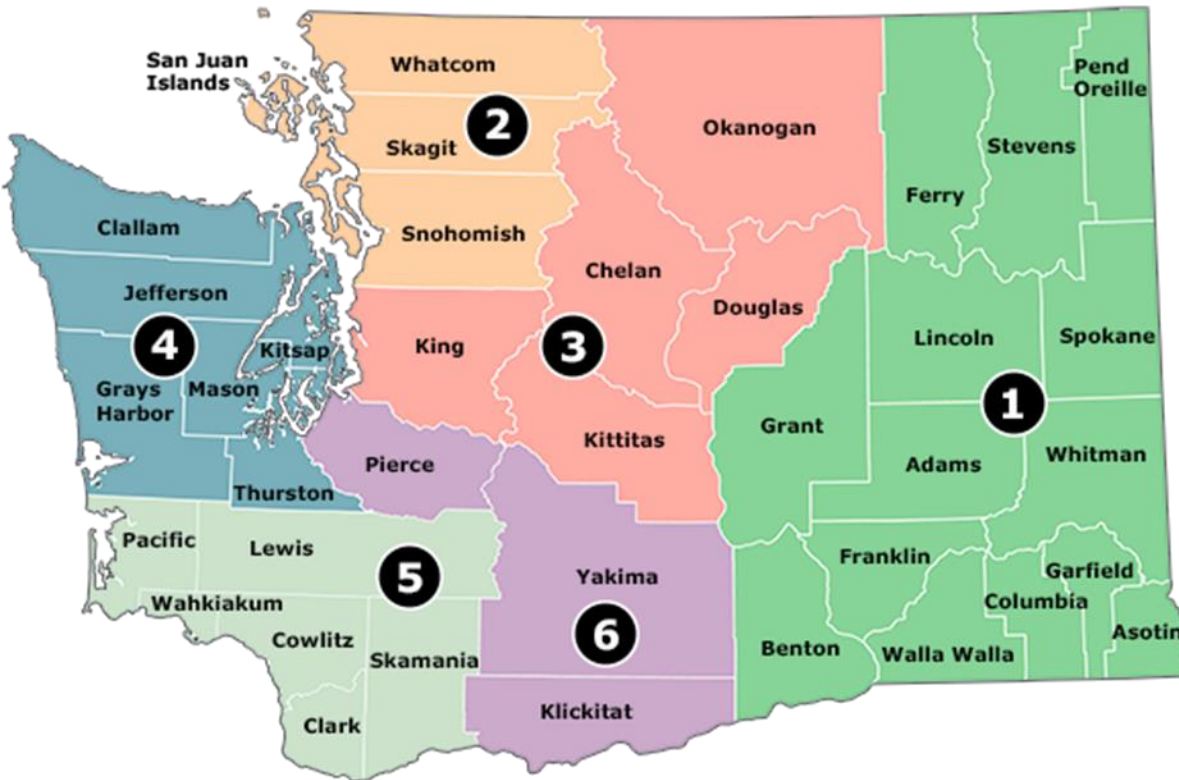 San Juan
Islands
Whatcom
2
Skagit
Snohomish
Okanogan
Ferry
Stevens
Pend
Oreille
Clallam
Jefferson
4
Kitsap
Grays
Harbor
Mason
Thurston
King
3
Chelan
Douglas
Kittitas
Lincoln
Spokane
1
Grant
Adams
Whitman
Pierce
Pacific
Lewis
5
Wahkiakum
Cowlitz
Skamania
Clark
Yakima
6
Klickitat
Benton
Franklin
Walla Walla
Columbia
Garfield
Asotin